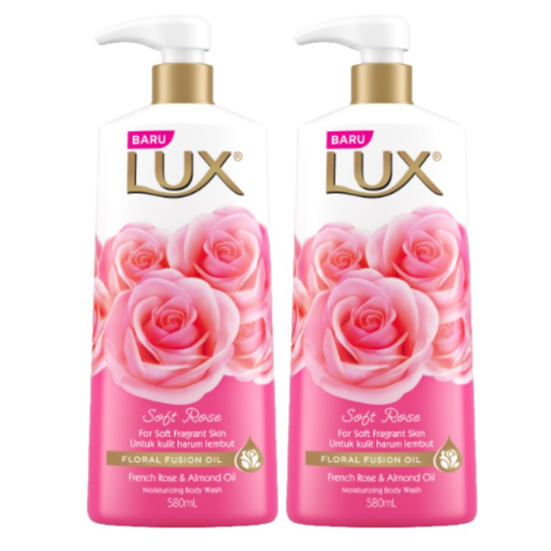 BARU
LUX®
Soft Rose
For Soft Fragrant Skin
Untuk kulit harum lembut
FLORAL FUSION OIL
French Rose & Almond Oil
Moisturizing Body Wash
580mL
BARU
LUX®
Soft Rose
For Soft Fragrant Skin
Untuk kulit harum lembut
FLORAL FUSION OIL
French Rose & Almond Oil
Moisturizing Body Wash
580mL